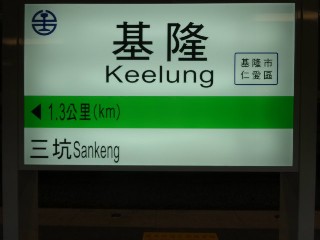 基隆
Keelung
基隆市
仁愛區
◀ 1.3公里(km)
三坑Sankeng